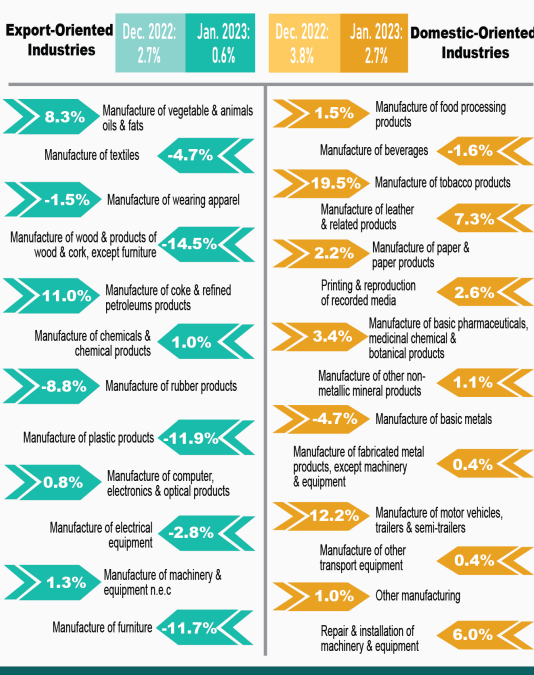 Export-Oriented
Industries
Dec. 2022:
2.7%
Jan. 2023:
0.6%
8.3%
Manufacture of vegetable & animals
oils & fats
Manufacture of textiles
-4.7%
-1.5%
Manufacture of wearing apparel
Manufacture of wood & products of
wood & cork, except furniture
-14.5%
11.0%
Manufacture of coke & refined
petroleums products
Manufacture of chemicals &
chemical products
1.0%
-8.8%
Manufacture of rubber products
Manufacture of plastic products
-11.9%
0.8%
Manufacture of computer,
electronics & optical products
Manufacture of electrical
equipment
-2.8%
1.3%
Manufacture of machinery &
equipment n.e.c
Manufacture of furniture
-11.7%
Dec. 2022:
3.8%
Jan. 2023:
2.7%
Domestic-Oriented
Industries
1.5%
Manufacture of food processing
products
Manufacture of beverages
-1.6%
19.5%
Manufacture of tobacco products
Manufacture of leather
& related products
7.3%
2.2%
Manufacture of paper &
paper products
Printing & reproduction
of recorded media
2.6%
3.4%
Manufacture of basic pharmaceuticals,
medicinal chemical &
botanical products
Manufacture of other non-
metallic mineral products
1.1%
-4.7%
Manufacture of basic metals
Manufacture of fabricated metal
products, except machinery
& equipment
0.4%
12.2%
Manufacture of motor vehicles,
trailers & semi-trailers
Manufacture of other
transport equipment
0.4%
1.0%
Other manufacturing
Repair & installation of
machinery & equipment
6.0%